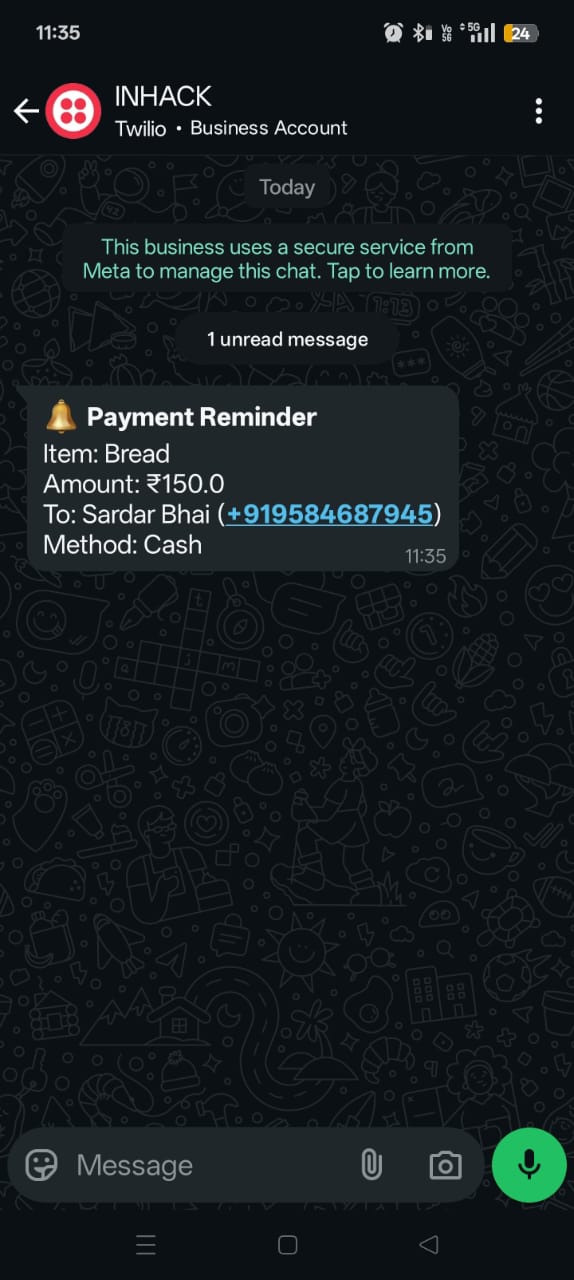 11:35
Vo 5G
5G
24
INHACK
Twilio • Business Account
Today
This business uses a secure service from
Meta to manage this chat. Tap to learn more.
1 unread message
🔔 Payment Reminder
Item: Bread
Amount: ₹150.0
To: Sardar Bhai (+919584687945)
Method: Cash
11:35
Message